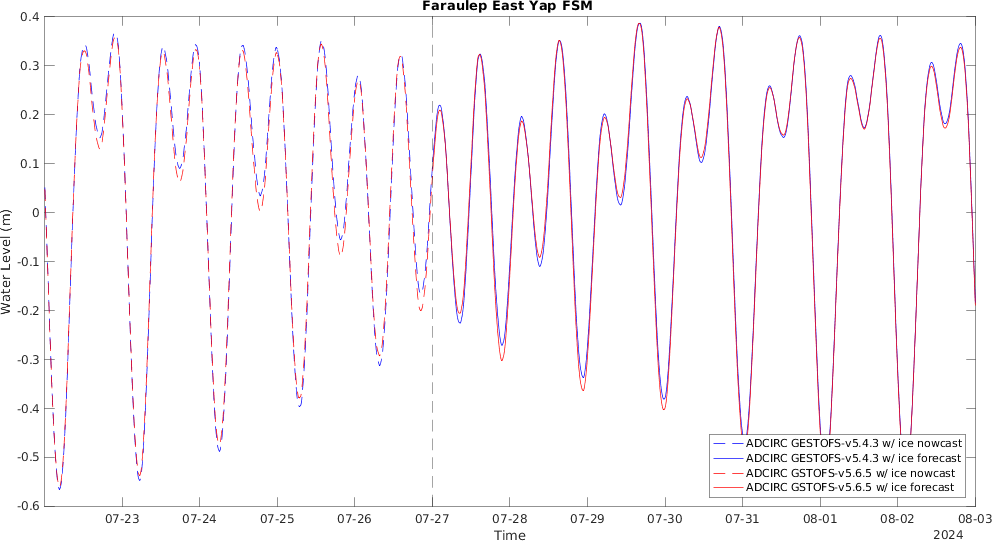 Faraulep East Yap FSM
0.4
0.3
0.2
0.1
0
-0.1
-0.2
-0.3
-0.4
-0.5
-0.6
Water Level (m)
ADCIRC GESTOFS-v5.4.3 w/ ice nowcast
ADCIRC GESTOFS-v5.4.3 w/ ice forecast
ADCIRC GSTOFS-v5.6.5 w/ ice nowcast
ADCIRC GSTOFS-v5.6.5 w/ ice forecast
07-23 07-24 07-25 07-26 07-27 07-28 07-29 07-30 07-31 08-01 08-02 08-03
Time
2024